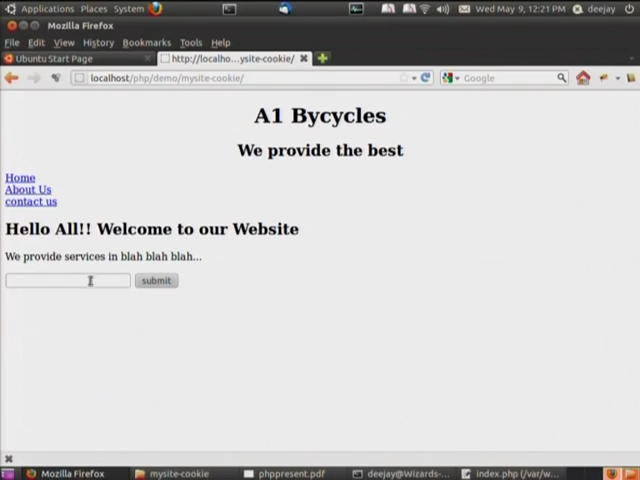 Applications Places System
Wed May 9, 12:21 PM
deejay
Mozilla Firefox
File Edit View History Bookmarks Tools Help
Ubuntu Start Page
http://localho...ysite-cookie/
localhost/php/demo/mysite-cookie/
Google
A1 Bycycles
We provide the best
Home
About Us
contact us
Hello All!! Welcome to our Website
We provide services in blah blah blah...
submit
Mozilla Firefox
mysite-cookie
phppresent.pdf
deejay@Wizards-...
index.php (/var/w...